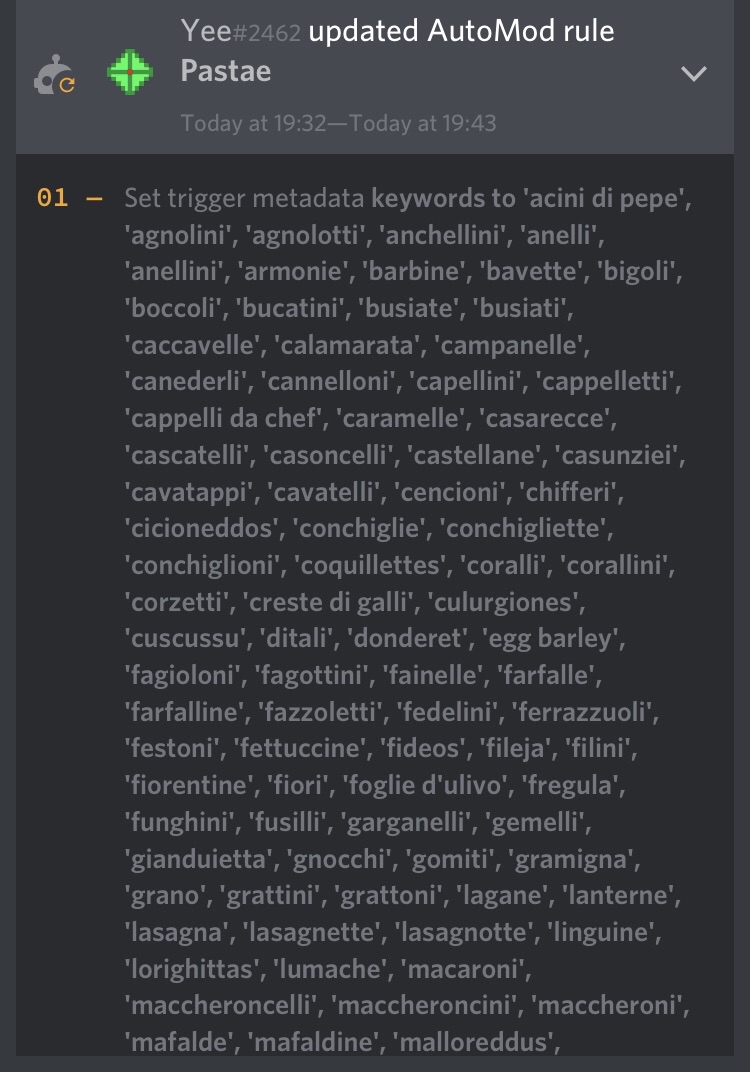 Yee#2462 updated AutoMod rule
Pastae
Today at 19:32—Today at 19:43
01 — Set trigger metadata keywords to 'acini di pepe',
'agnolini', 'agnolotti', 'anchellini', 'anelli',
'anellini', 'armonie', 'barbine', 'bavette', 'bigoli',
'boccoli', 'bucatini', 'busiate', 'busiati',
'caccavelle', 'calamarata', 'campanelle',
'canederli', 'cannelloni', 'capellini', 'cappelletti',
'cappelli da chef', 'caramelle', 'casarecce',
'cascatelli', 'casoncelli', 'castellane', 'casunziei',
'cavatappi', 'cavatelli', 'cencioni', 'chifferi',
'cicioneddos', 'conchiglie', 'conchigliette',
'conchiglioni', 'coquillettes', 'coralli', 'corallini',
'corzetti', 'creste di galli', 'culurgiones',
'cuscussu', 'ditali', 'donderet', 'egg barley',
'fagioloni', 'fagottini', 'fainelle', 'farfalle',
'farfalline', 'fazzoletti', 'fedelini', 'ferrazzuoli',
'festoni', 'fettuccine', 'fideos', 'fileja', 'filini',
'fiorentine', 'fiori', 'foglie d'ulivo', 'fregula',
'funghini', 'fusilli', 'garganelli', 'gemelli',
'gianduietta', 'gnocchi', 'gomiti', 'gramigna',
'grano', 'grattini', 'grattoni', 'lagane', 'lanterne',
'lasagna', 'lasagnette', 'lasagnotte', 'linguine',
'lorighittas', 'lumache', 'macaroni',
'maccheroncelli', 'maccheroncini', 'maccheroni',
'mafalde', 'mafaldine', 'malloreddus',